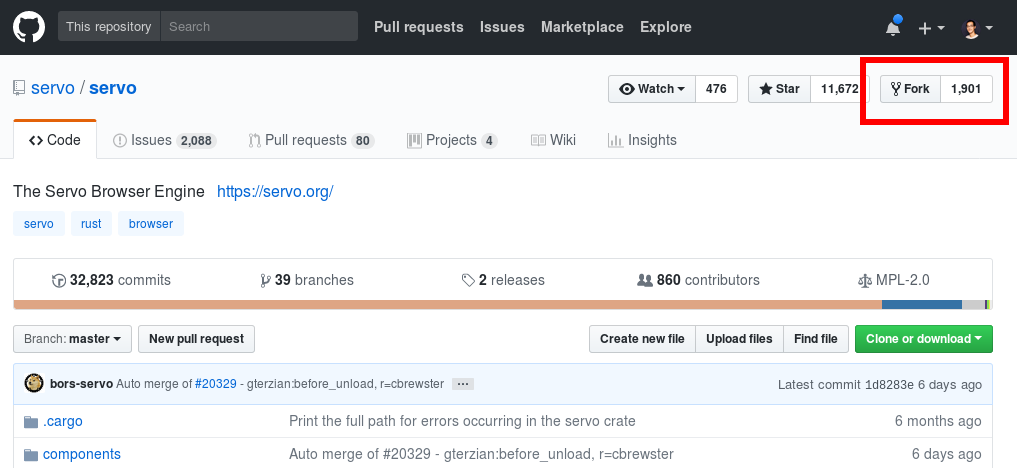 This repository Search Pull requests Issues Marketplace Explore
servo / servo Watch 476 Star 11,672 Fork 1,901
Code Issues 2,088 Pull requests 80 Projects 4 Wiki Insights
The Servo Browser Engine https://servo.org/
servo rust browser
32,823 commits 39 branches 2 releases 860 contributors MPL-2.0
Branch: master New pull request Create new file Upload files Find file Clone or download
bors-servo Auto merge of #20329 - gterzian:before_unload, r=cbrewster ... Latest commit 1d8283e 6 days ago
.cargo Print the full path for errors occurring in the servo crate 6 months ago
components Auto merge of #20329 - gterzian:before_unload, r=cbrewster 6 days ago